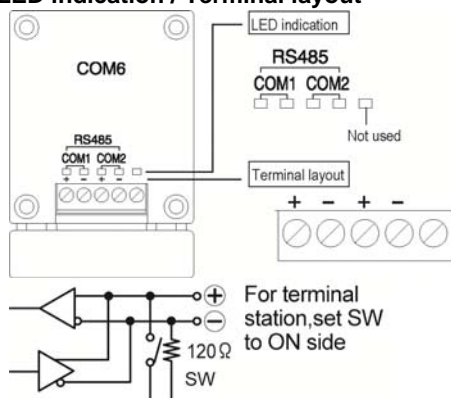 LED indication / Terminal layout
LED indication
COM6
RS485
COM1 COM2
Not used
RS485
COM1 COM2
+ - + -
Terminal layout
+ - + -
+
-
For terminal
station,set SW
to ON side
120Ω
SW